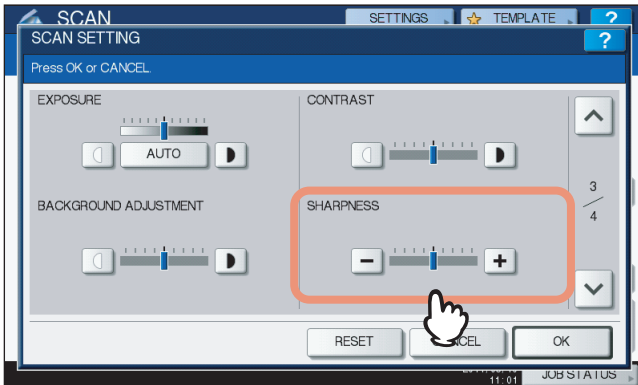 SCAN
SETTINGS
TEMPLATE
?
SCAN SETTING
?
Press OK or CANCEL.
EXPOSURE
AUTO
CONTRAST
3
4
BACKGROUND ADJUSTMENT
SHARPNESS
RESET
OK
11:01
JOB STATUS